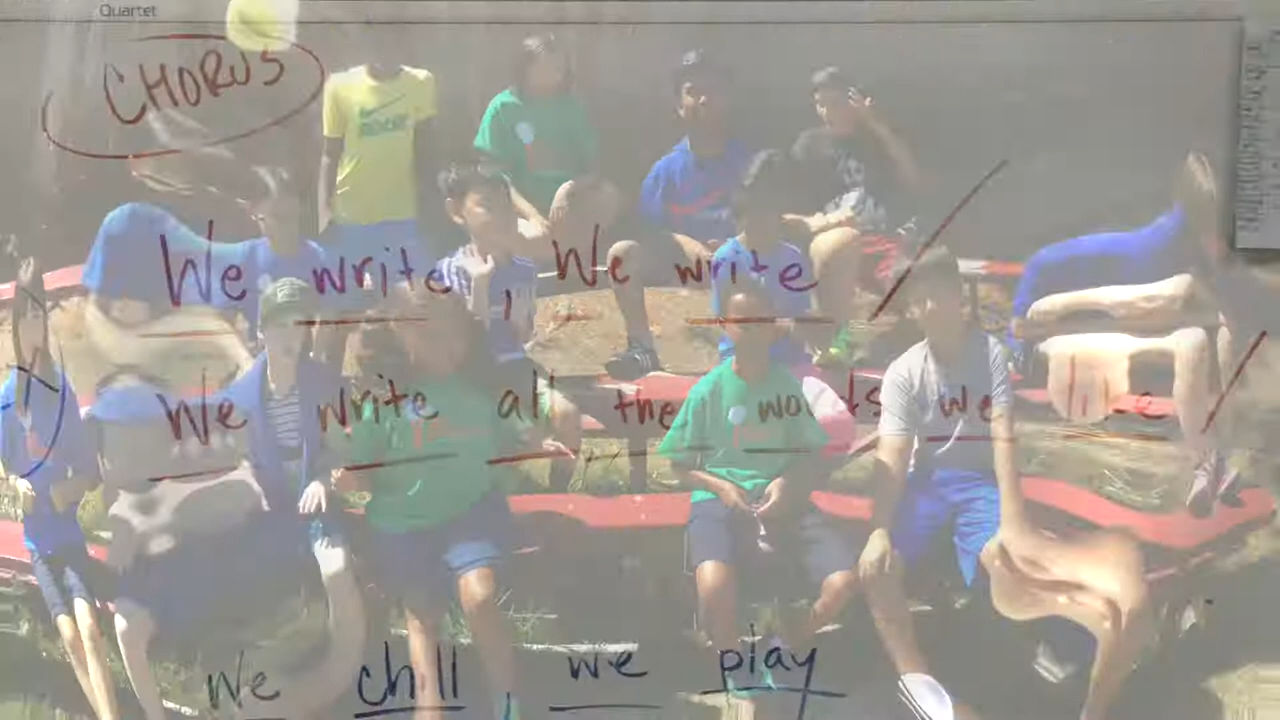 Quartet
CHORUS
We write, We write /
We write all the words we like /
We chill, we play